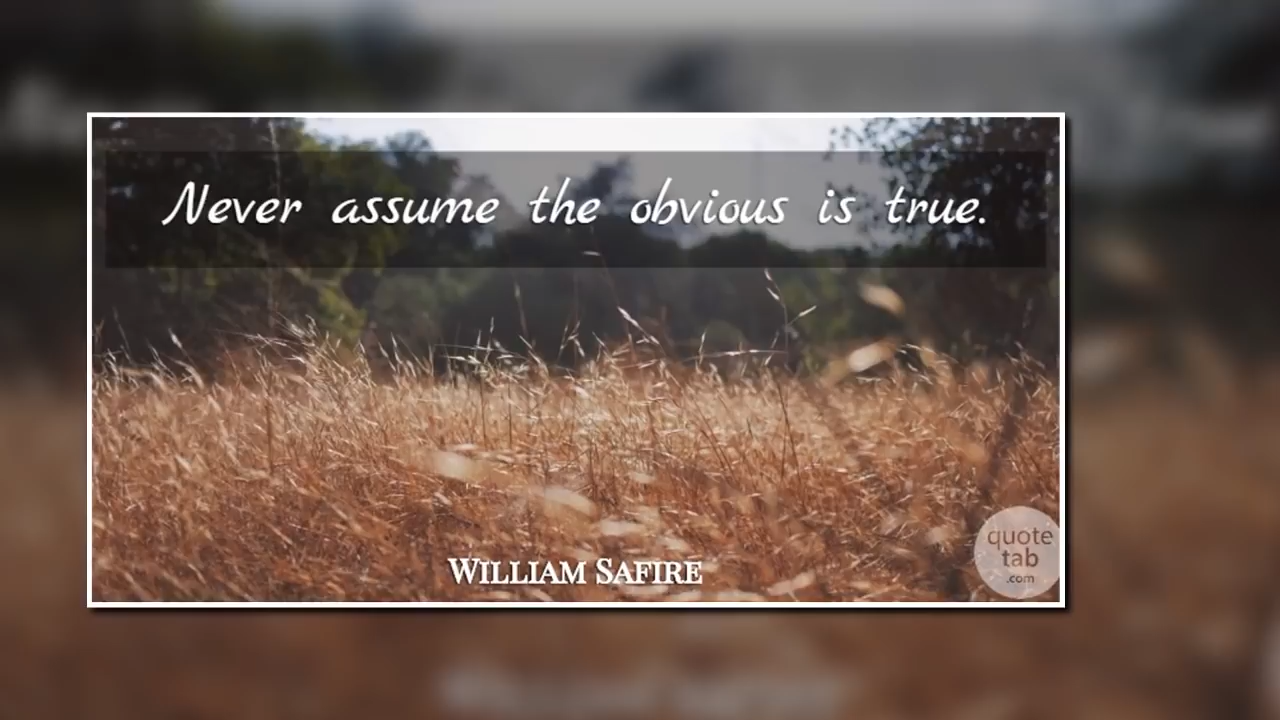 Never assume the obvious is true.
WILLIAM SAFIRE
quote
tab
.com